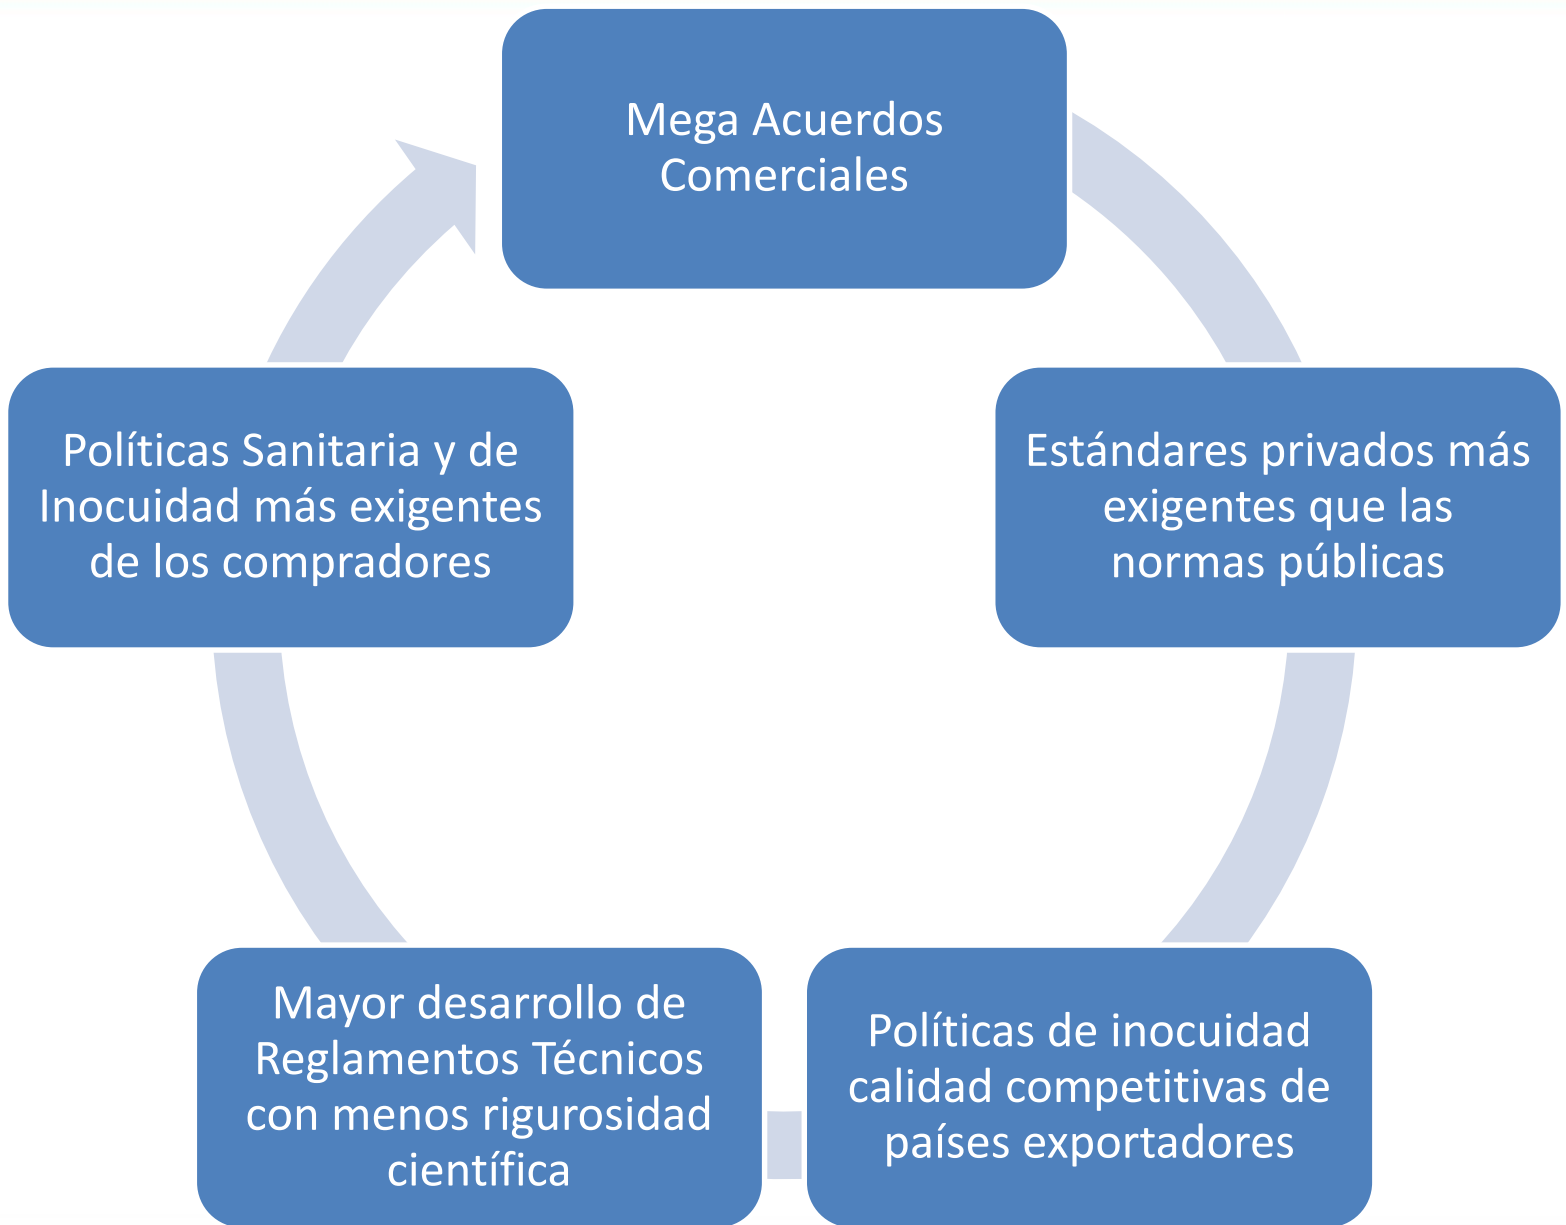 Mega Acuerdos
Comerciales
Estándares privados más
exigentes que las
normas públicas
Políticas de inocuidad
calidad competitivas de
países exportadores
Mayor desarrollo de
Reglamentos Técnicos
con menos rigurosidad
científica
Políticas Sanitaria y de
Inocuidad más exigentes
de los compradores